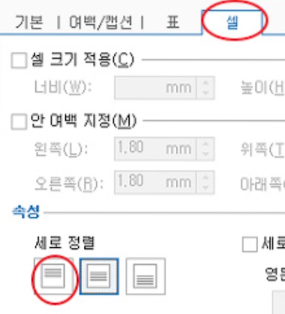 기본 | 여백/캡션 | 표 셀
셀 크기 적용(C)
너비(W): mm 높이(H
안 여백 지정(M)
왼쪽(L): 1.80 mm 위쪽(T
오른쪽(R): 1.80 mm 아래쪽(
속성
세로 정렬 세로